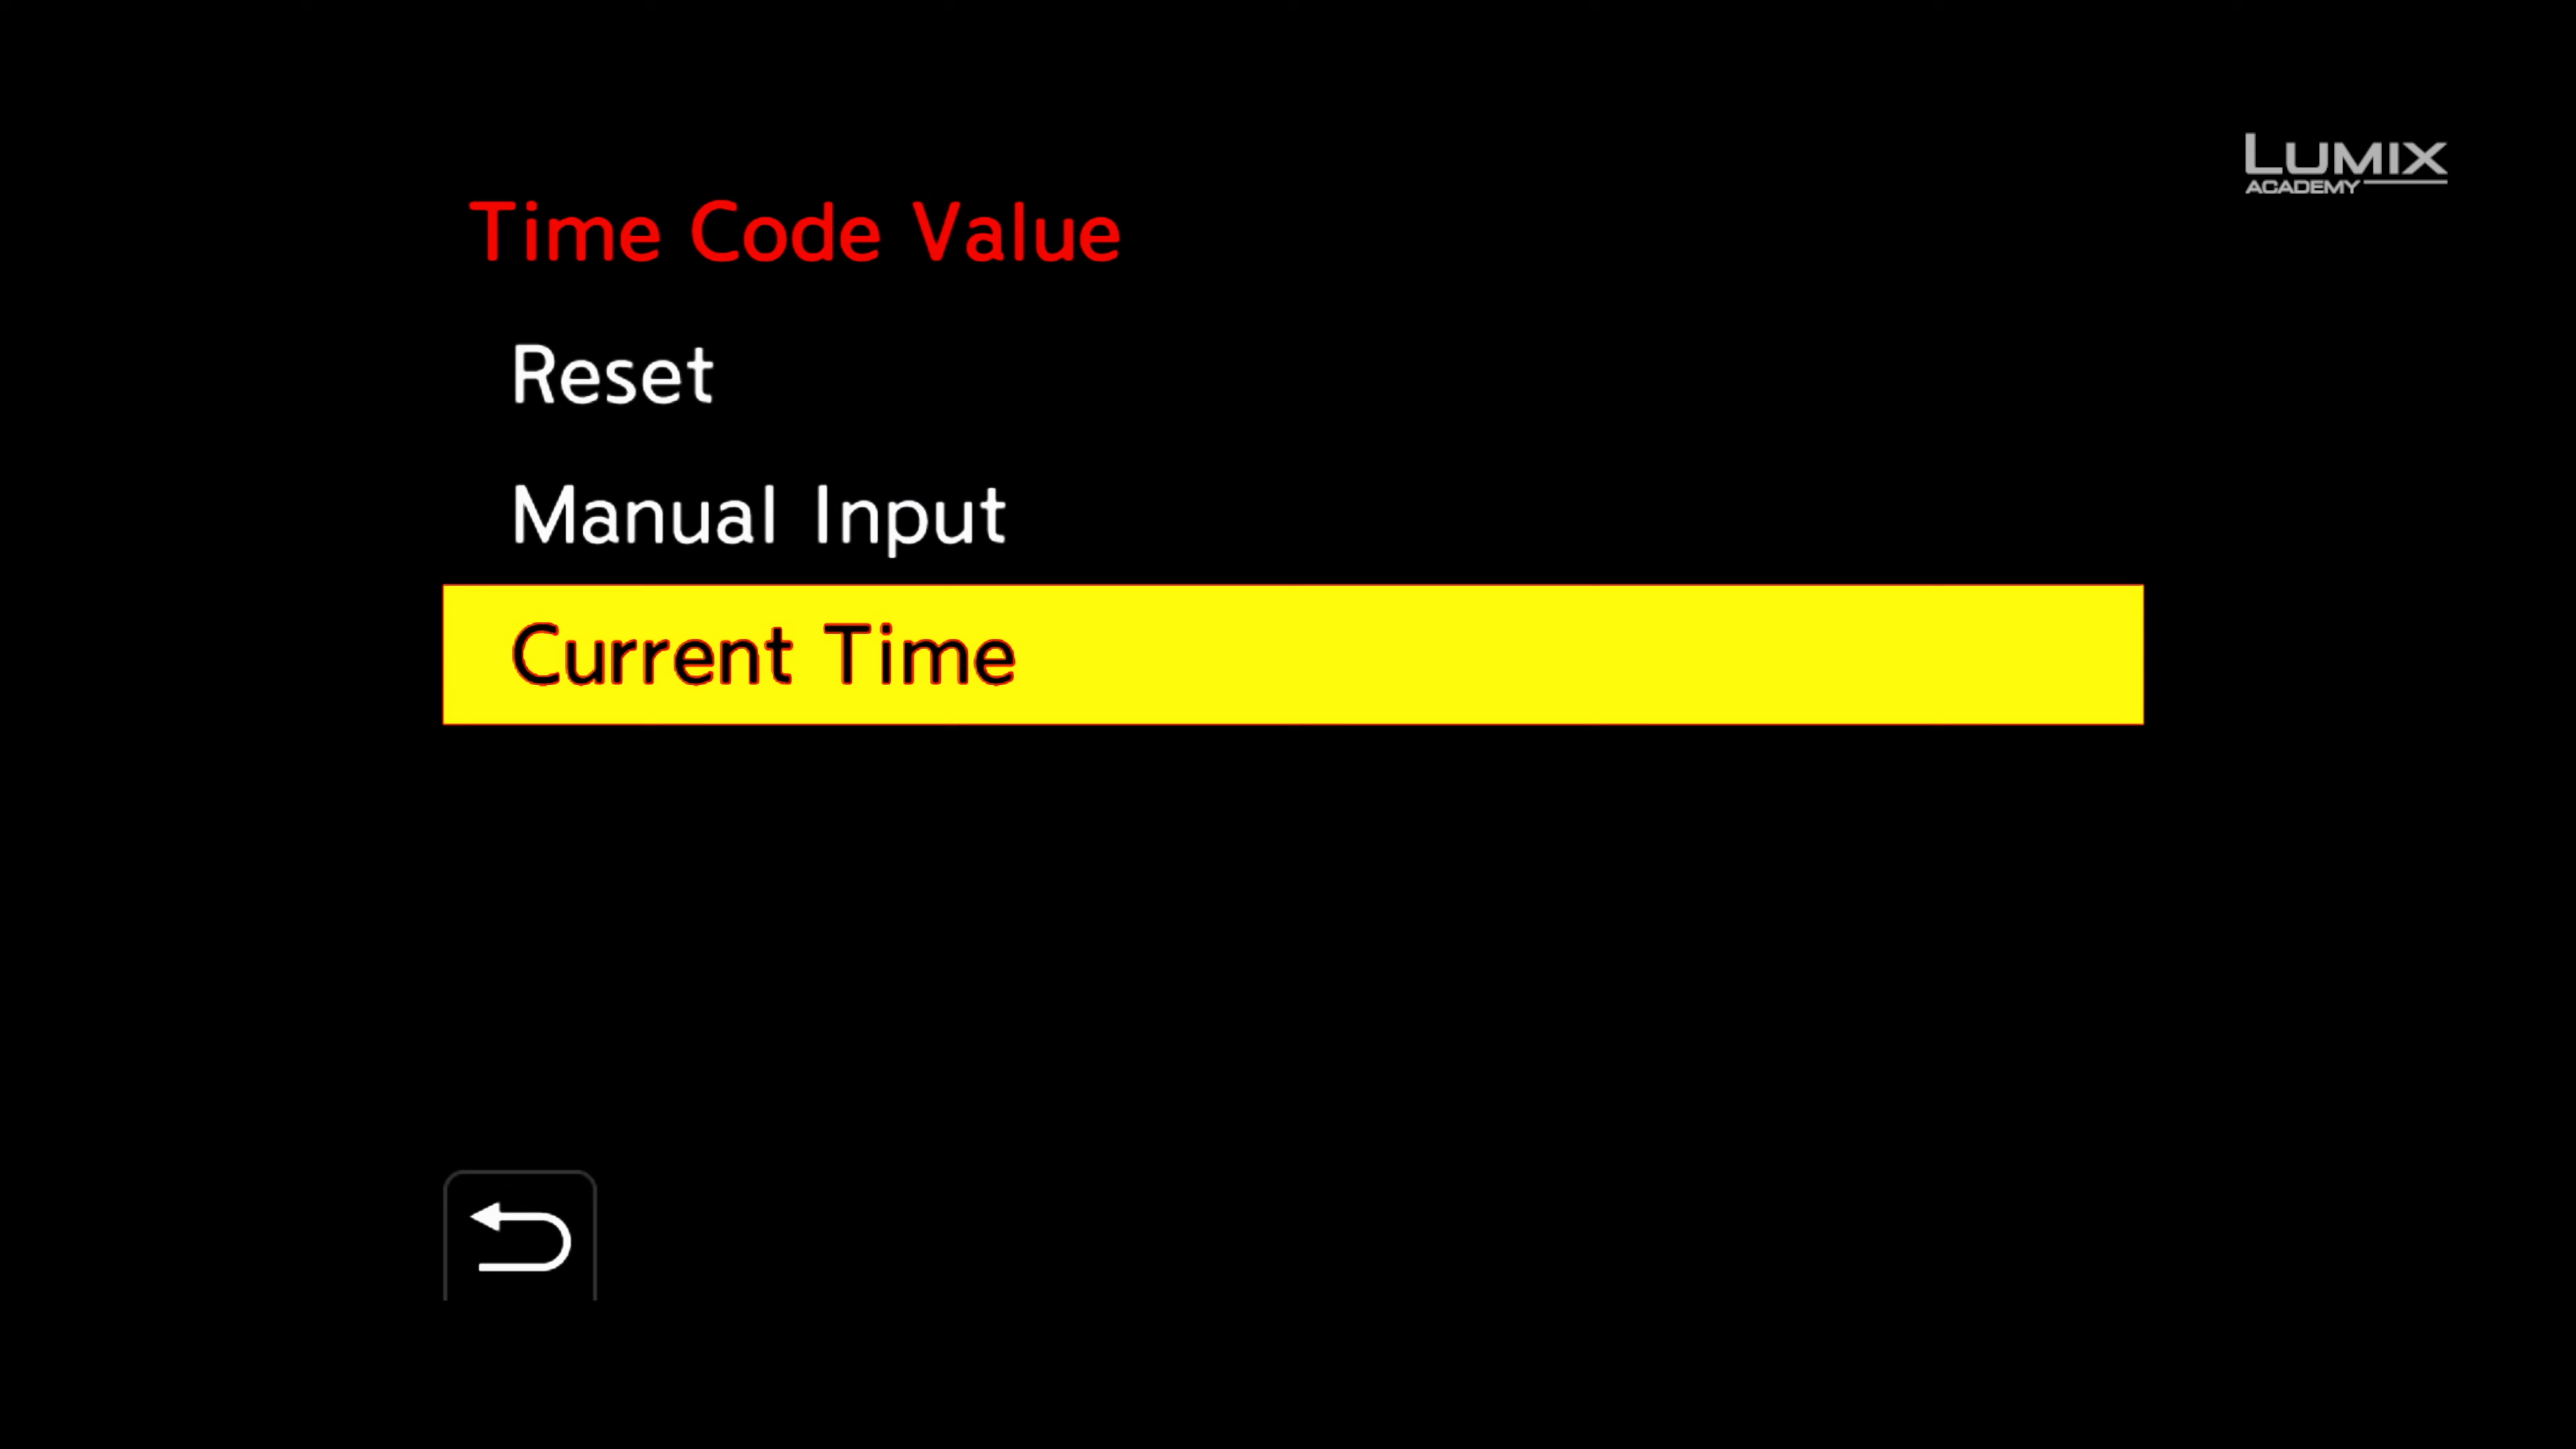 LUMIX
ACADEMY
Time Code Value
Reset
Manual Input
Current Time